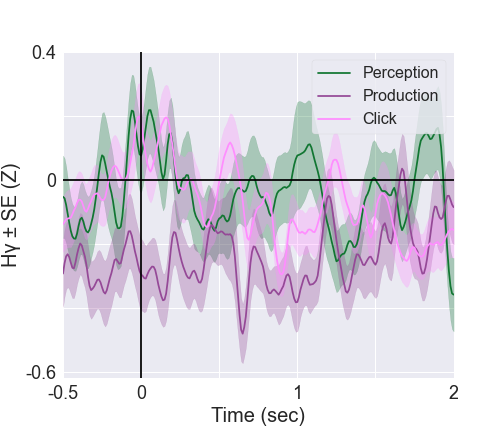 0.4
Perception
Production
Click
0
Hγ ± SE (Z)
-0.6
-0.5
0
1
2
Time (sec)